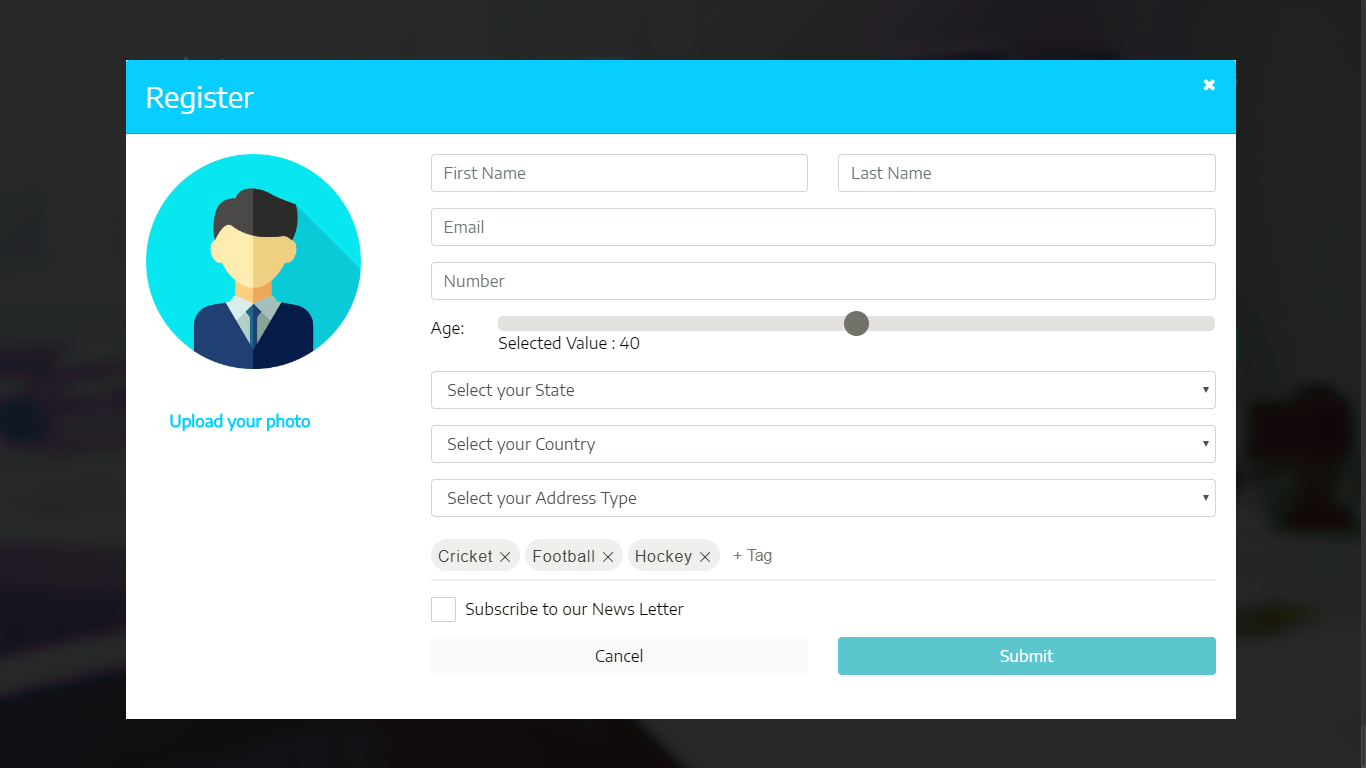 Register ✖
First Name Last Name
Email
Number
Age:
Selected Value : 40
Select your State
Upload your photo
Select your Country
Select your Address Type
Cricket × Football × Hockey × + Tag
Subscribe to our News Letter
Cancel Submit